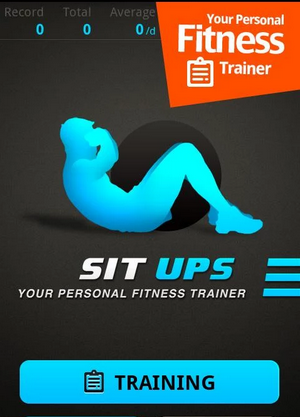 Record Total Average
0 0 0/d
Your Personal
Fitness
Trainer
SIT UPS
YOUR PERSONAL FITNESS TRAINER
TRAINING